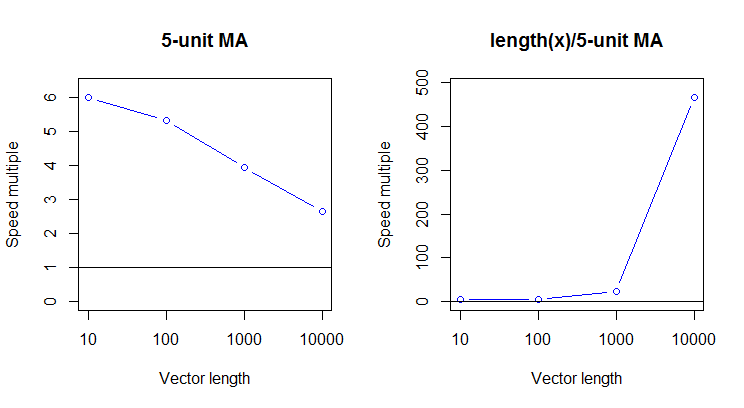 5-unit MA
Speed multiple
6
5
4
3
2
1
0
10 100 1000 10000
Vector length
length(x)/5-unit MA
Speed multiple
500
400
300
200
100
0
10 100 1000 10000
Vector length